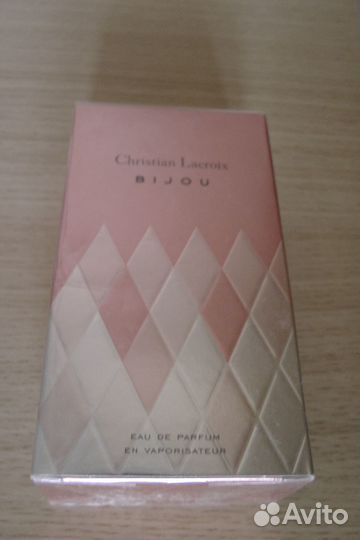 Christian Lacroix
BIJOU
EAU DE PARFUM
EN VAPORISATEUR
Avito